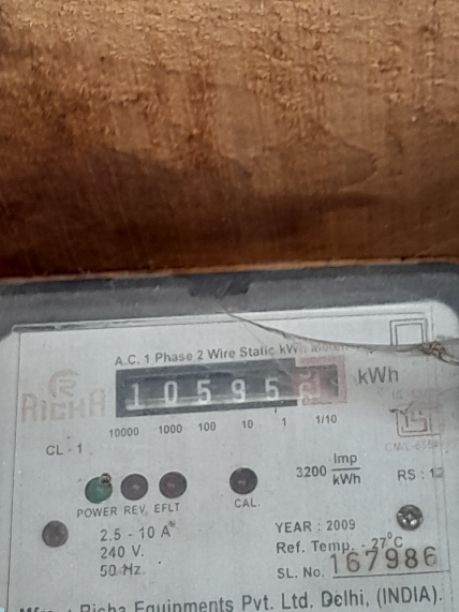 A.C. 1 Phase 2 Wire Static
RICHA
10595
kWh
10000 1000 100 10 1 1/10
CL - 1
3200 Imp/kWh
POWER REV. EFLT
CAL.
2.5 - 10 A
240 V.
50 Hz.
YEAR : 2009
Ref. Temp. - 27°C
SL. No. 167986
Richa Equipments Pvt. Ltd. Delhi, (INDIA).